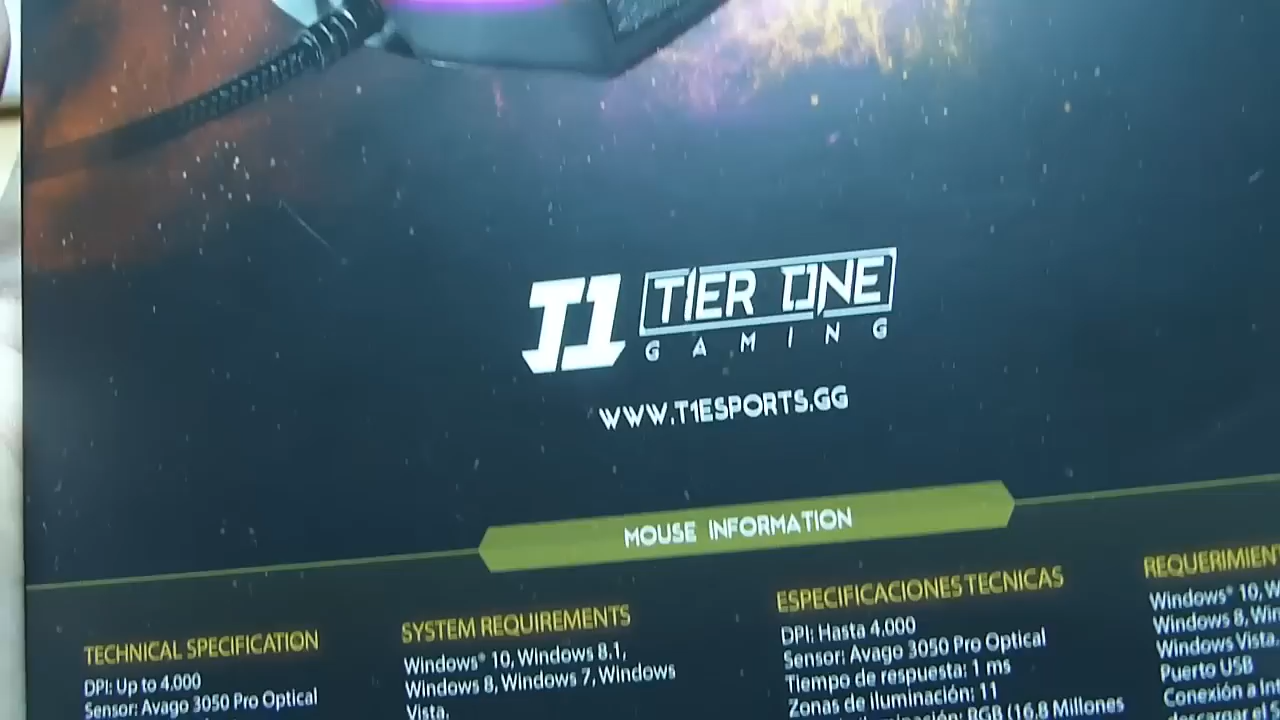 T1 TIER ONE
GAMING
WWW.T1ESPORTS.GG
MOUSE INFORMATION
TECHNICAL SPECIFICATION
DPI: Up to 4.000
Sensor: Avago 3050 Pro Optical
SYSTEM REQUIREMENTS
Windows® 10, Windows 8.1,
Windows 8, Windows 7, Windows
Vista.
ESPECIFICACIONES TECNICAS
DPI: Hasta 4.000
Sensor: Avago 3050 Pro Optical
Tiempo de respuesta: 1 ms
Zonas de iluminación: 11
RGB (16,8 Millones
Windows® 10,
Windows 8,
Windows Vista
Puerto USB
Conexión a